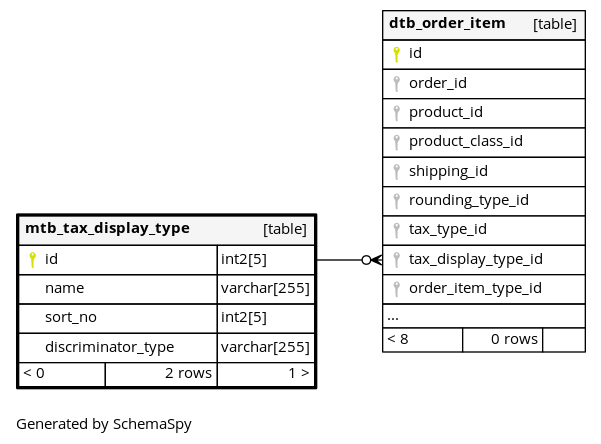 dtb_order_item [table]
id
order_id
product_id
product_class_id
shipping_id
rounding_type_id
tax_type_id
tax_display_type_id
order_item_type_id
...
< 8 0 rows
mtb_tax_display_type [table]
id int2[5]
name varchar[255]
sort_no int2[5]
discriminator_type varchar[255]
< 0 2 rows 1 >
Generated by SchemaSpy